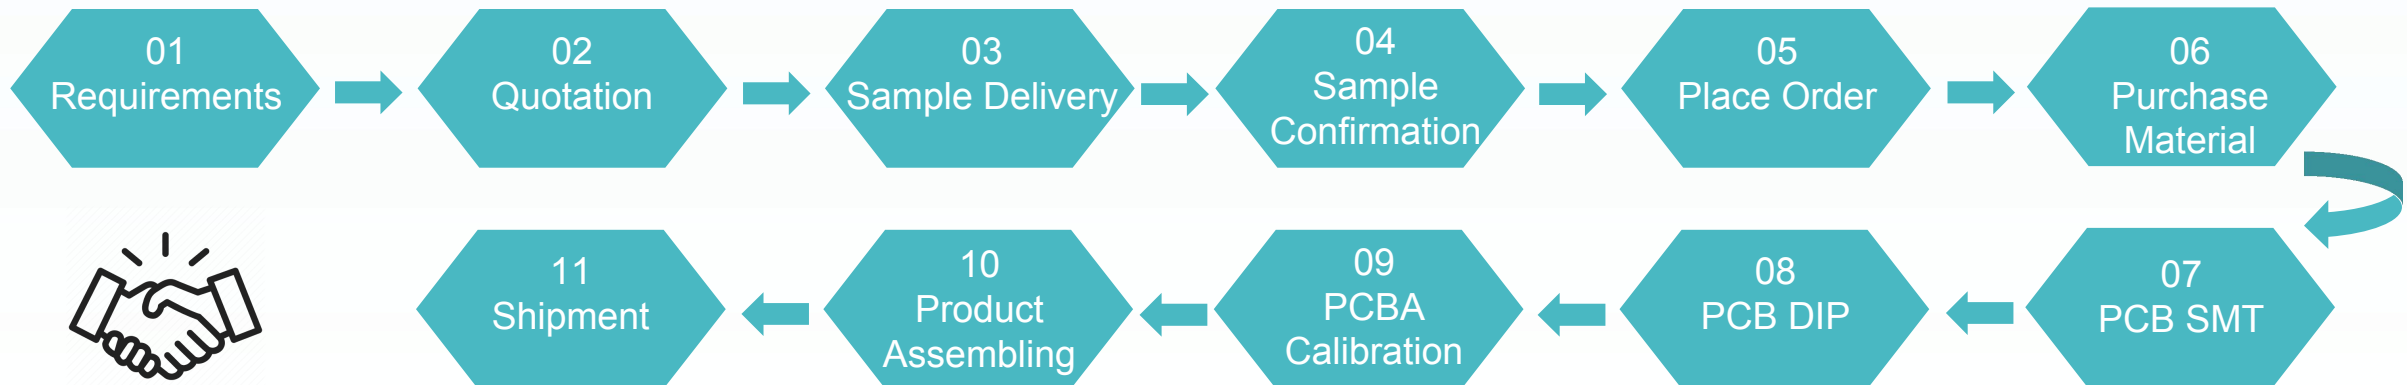 01
Requirements
02
Quotation
03
Sample Delivery
04
Sample
Confirmation
05
Place Order
06
Purchase
Material
07
PCB SMT
08
PCB DIP
09
PCBA
Calibration
10
Product
Assembling
11
Shipment